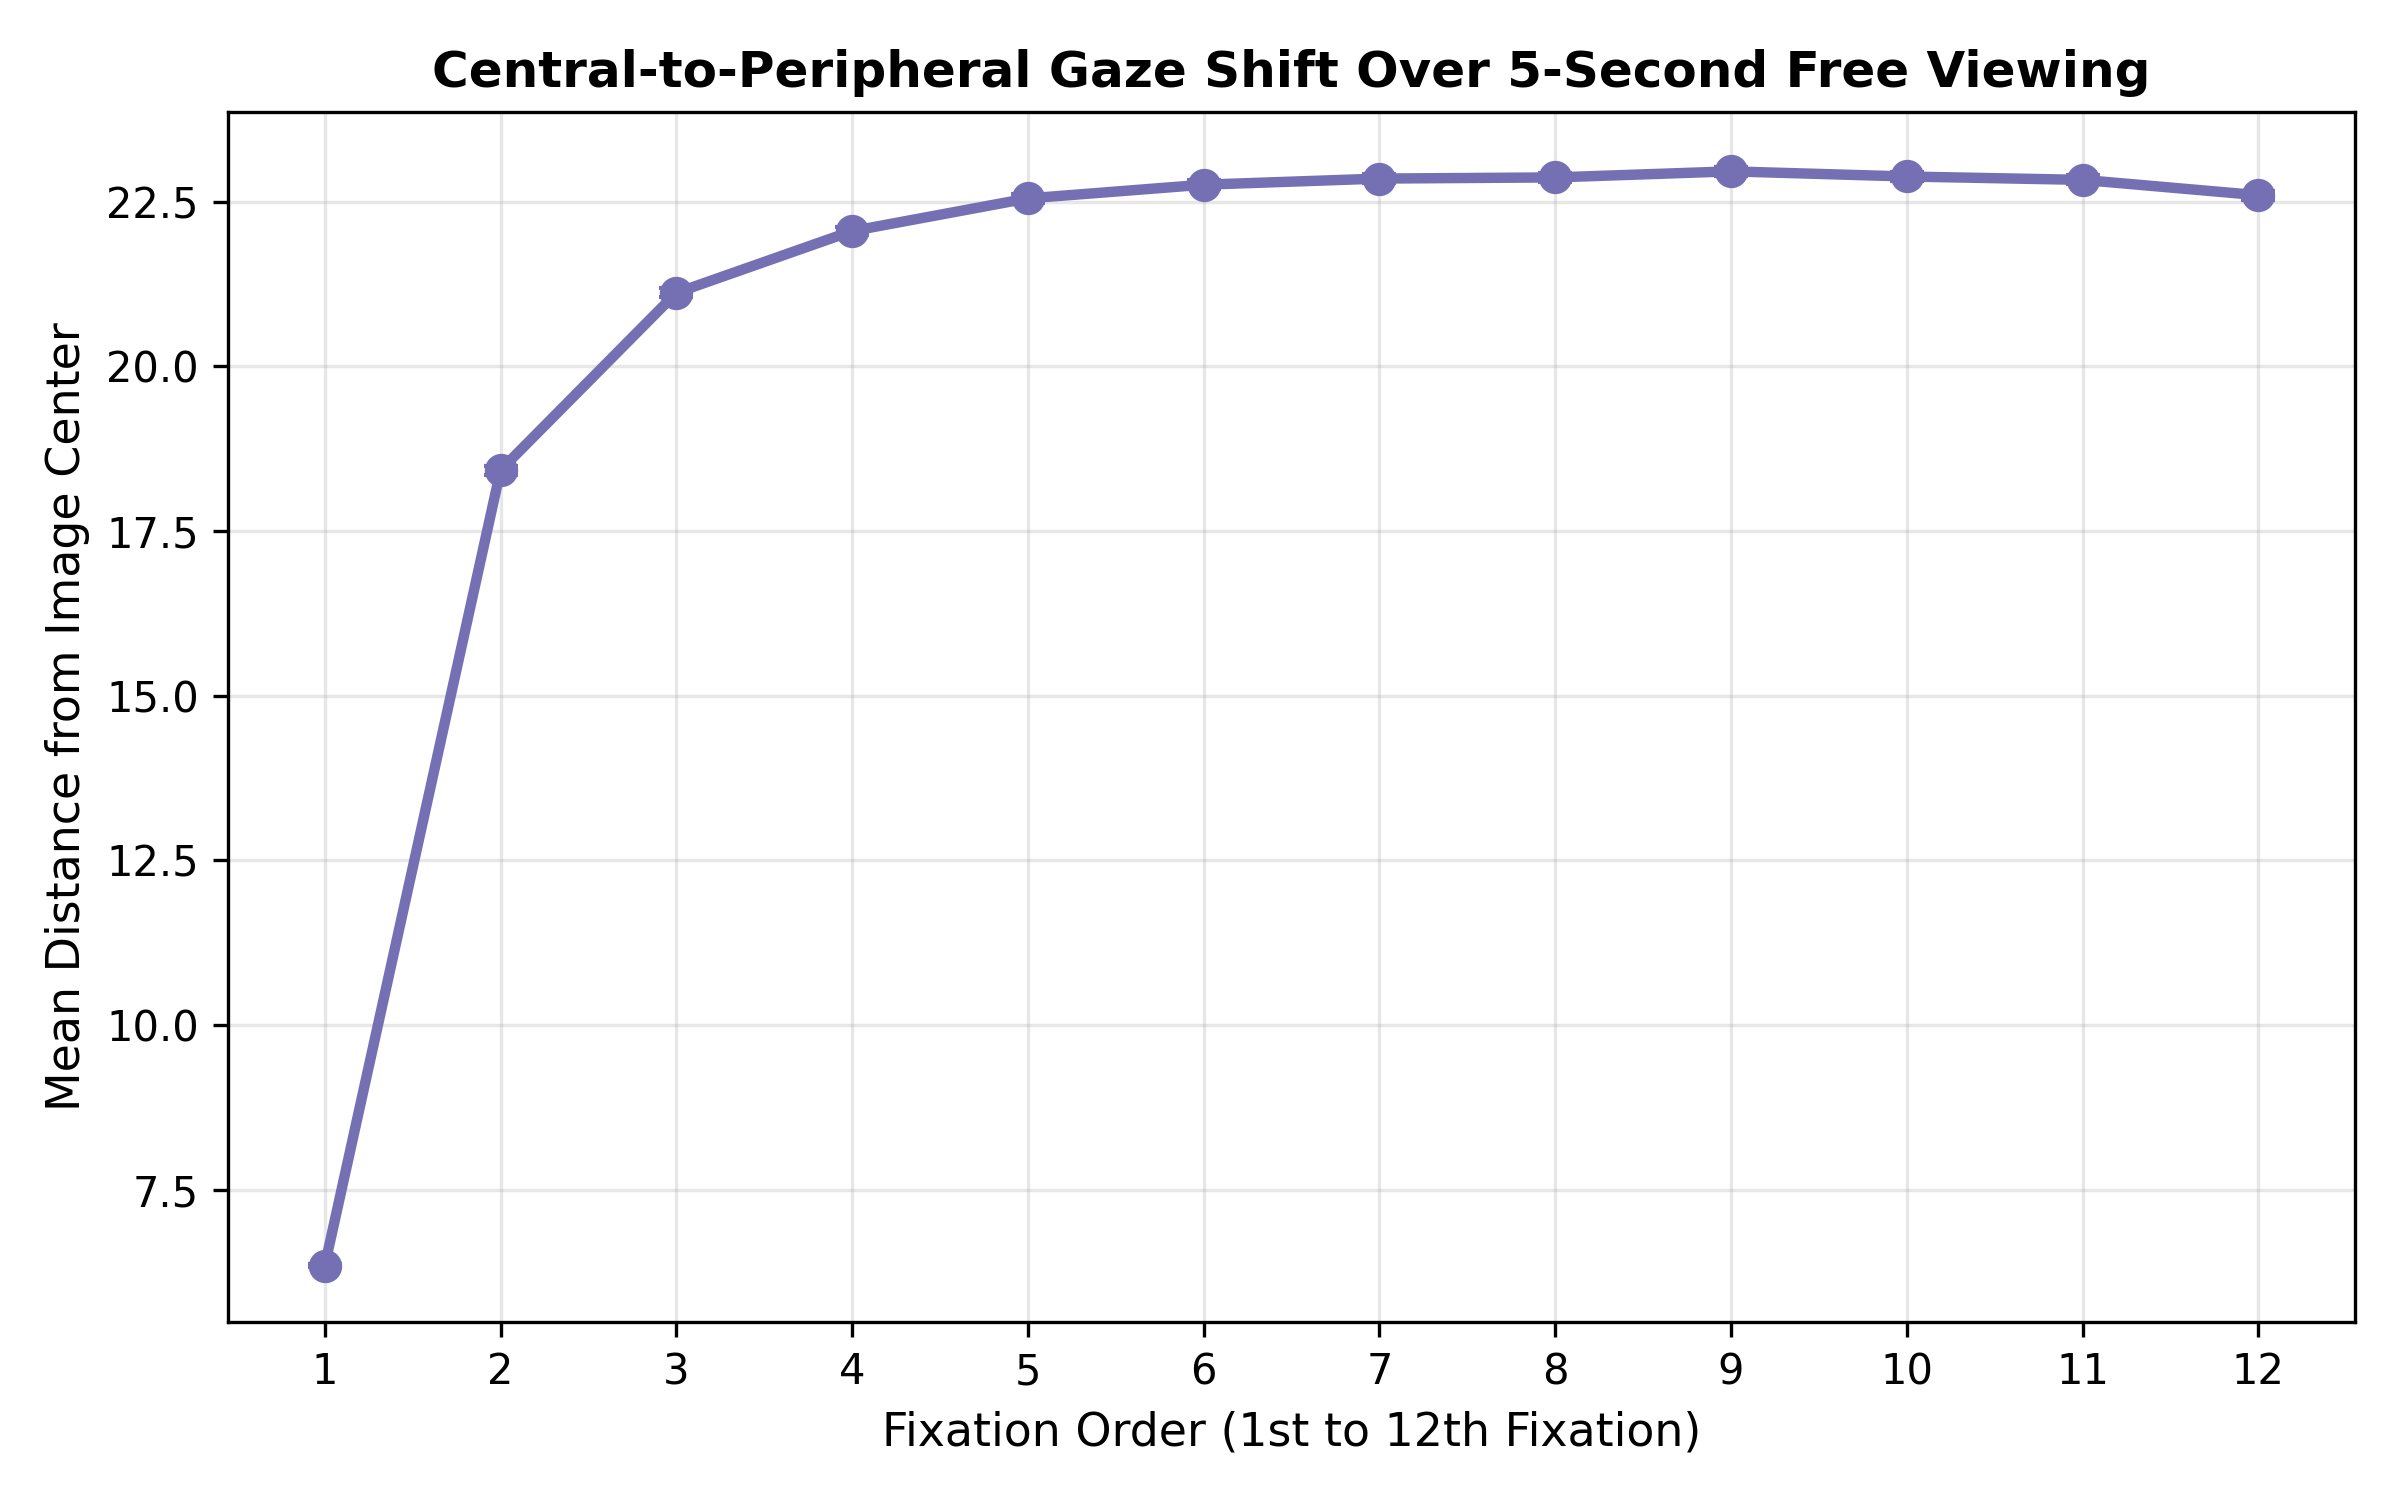 Central-to-Peripheral Gaze Shift Over 5-Second Free Viewing
Mean Distance from Image Center
22.5
20.0
17.5
15.0
12.5
10.0
7.5
1 2 3 4 5 6 7 8 9 10 11 12
Fixation Order (1st to 12th Fixation)